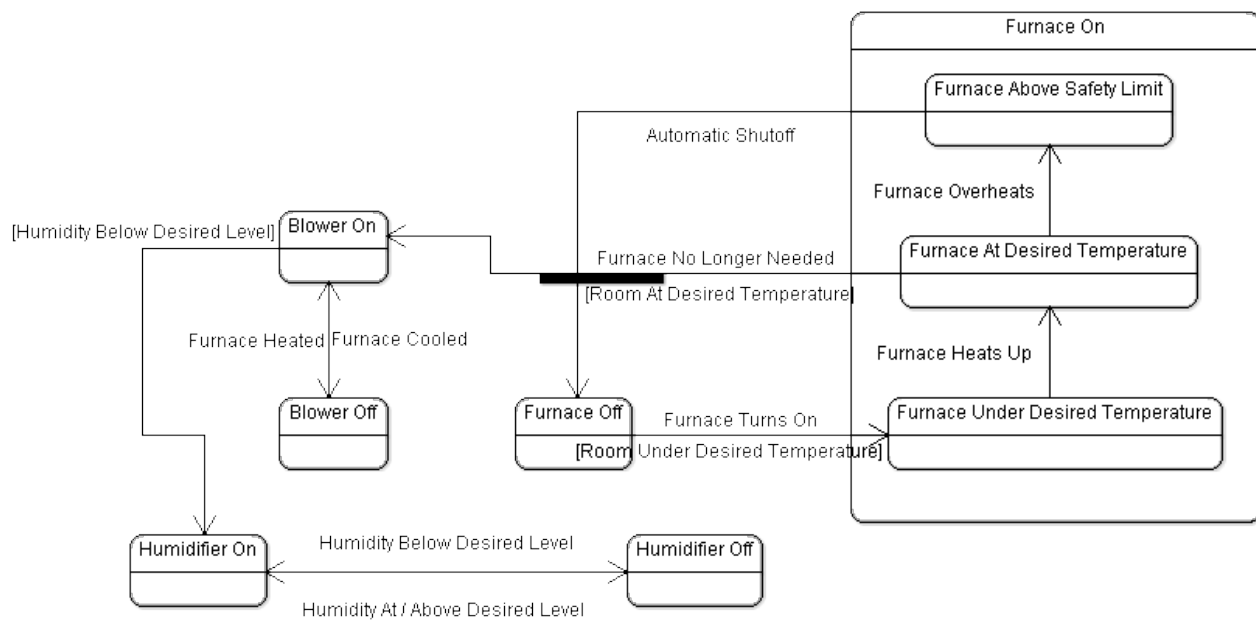 Furnace On
Furnace Above Safety Limit
Automatic Shutoff
Furnace Overheats
[Humidity Below Desired Level]
Blower On
Furnace No Longer Needed
Furnace At Desired Temperature
[Room At Desired Temperature]
Furnace Heated
Furnace Cooled
Furnace Heats Up
Blower Off
Furnace Off
Furnace Turns On
Furnace Under Desired Temperature
[Room Under Desired Temperature]
Humidifier On
Humidity Below Desired Level
Humidifier Off
Humidity At / Above Desired Level